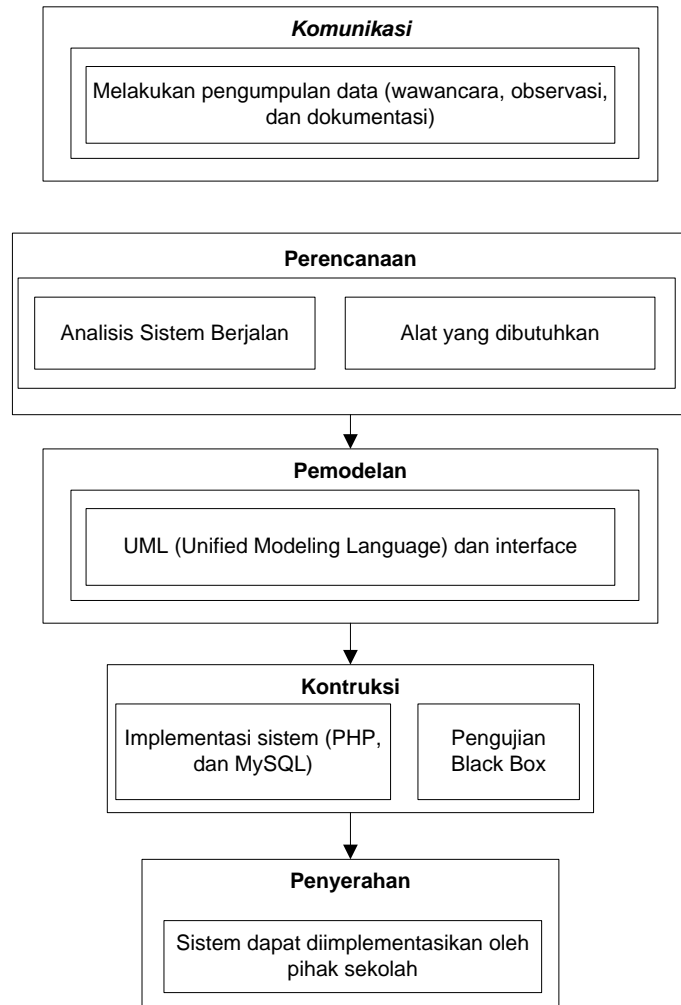 Komunikasi
Melakukan pengumpulan data (wawancara, observasi,
dan dokumentasi)
Perencanaan
Analisis Sistem Berjalan
Alat yang dibutuhkan
Pemodelan
UML (Unified Modeling Language) dan interface
Kontruksi
Implementasi sistem (PHP,
dan MySQL)
Pengujian
Black Box
Penyerahan
Sistem dapat diimplementasikan oleh
pihak sekolah